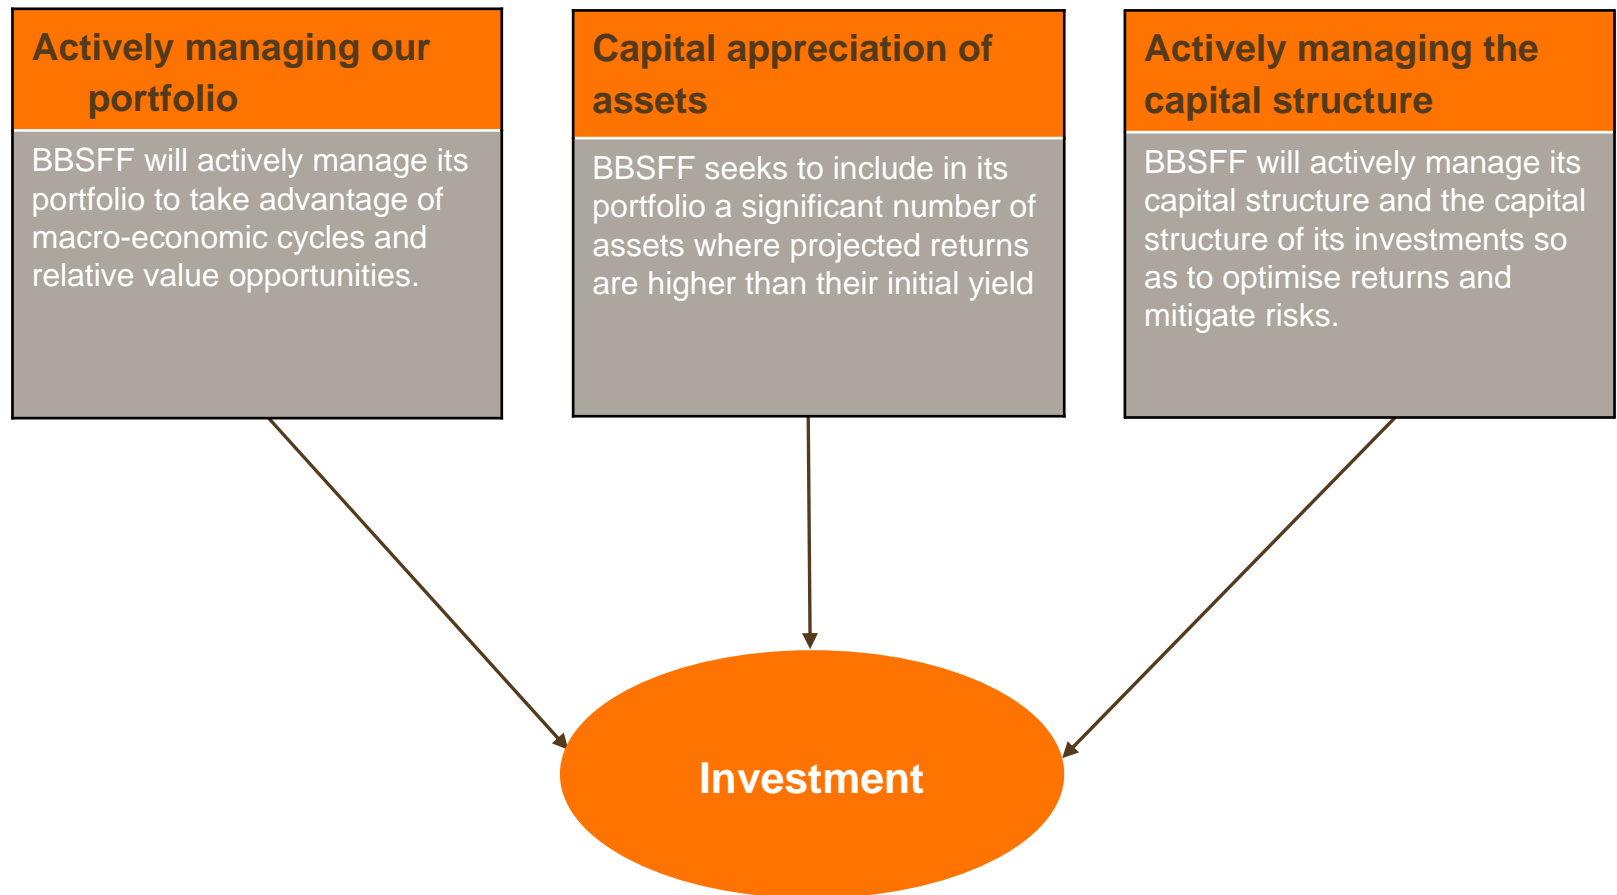 Actively managing our
portfolio
BBSFF will actively manage its
portfolio to take advantage of
macro-economic cycles and
relative value opportunities.
Capital appreciation of
assets
BBSFF seeks to include in its
portfolio a significant number of
assets where projected returns
are higher than their initial yield
Actively managing the
capital structure
BBSFF will actively manage its
capital structure and the capital
structure of its investments so
as to optimise returns and
mitigate risks.
Investment